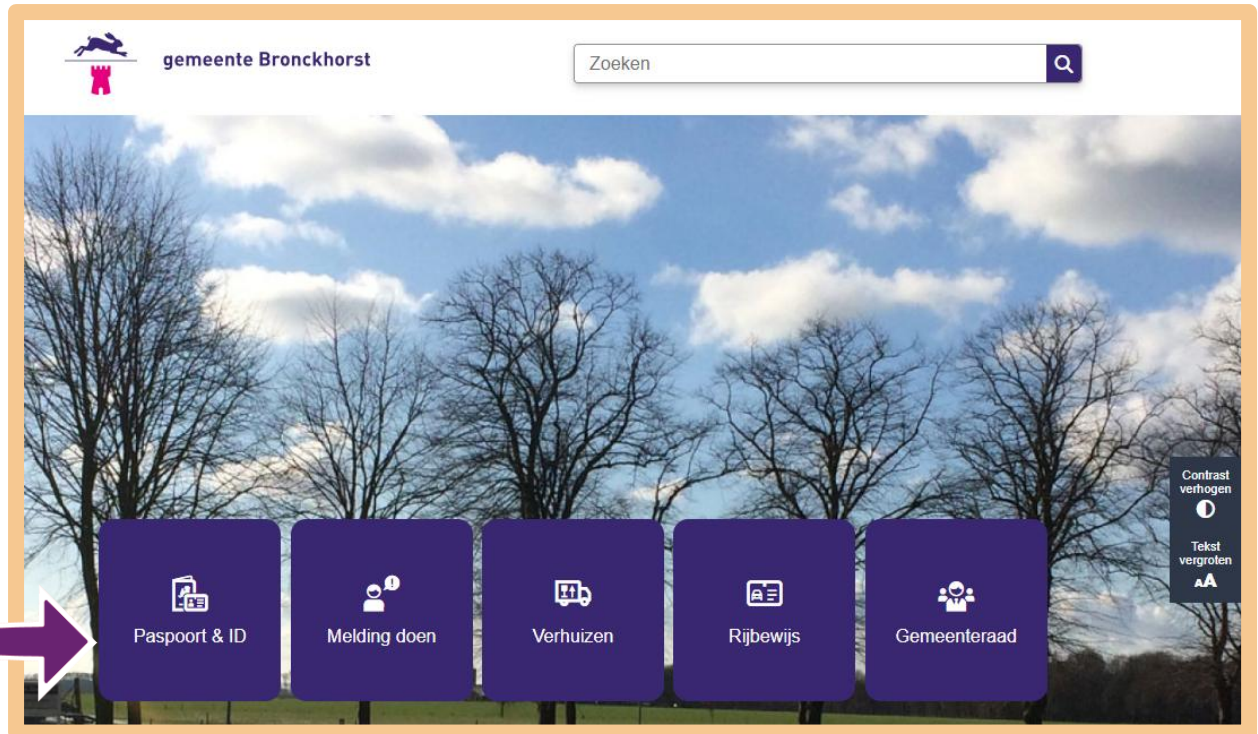 gemeente Bronckhorst
Zoeken
Contrast
verhogen
Tekst
vergroten
AA
Paspoort & ID
Melding doen
Verhuizen
Rijbewijs
Gemeenteraad